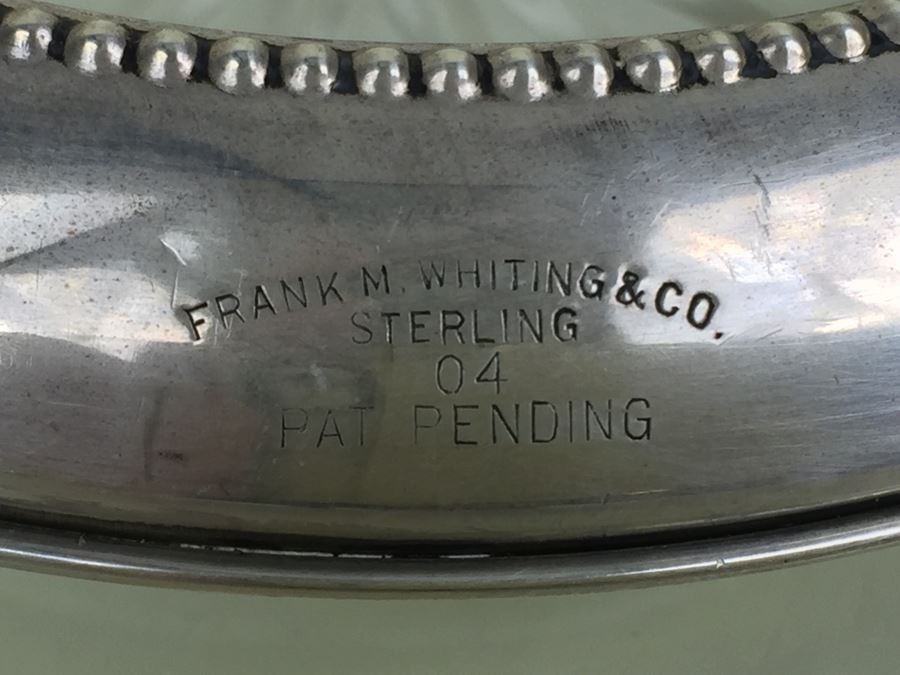 FRANK M. WHITING & CO.
STERLING
04
PAT PENDING